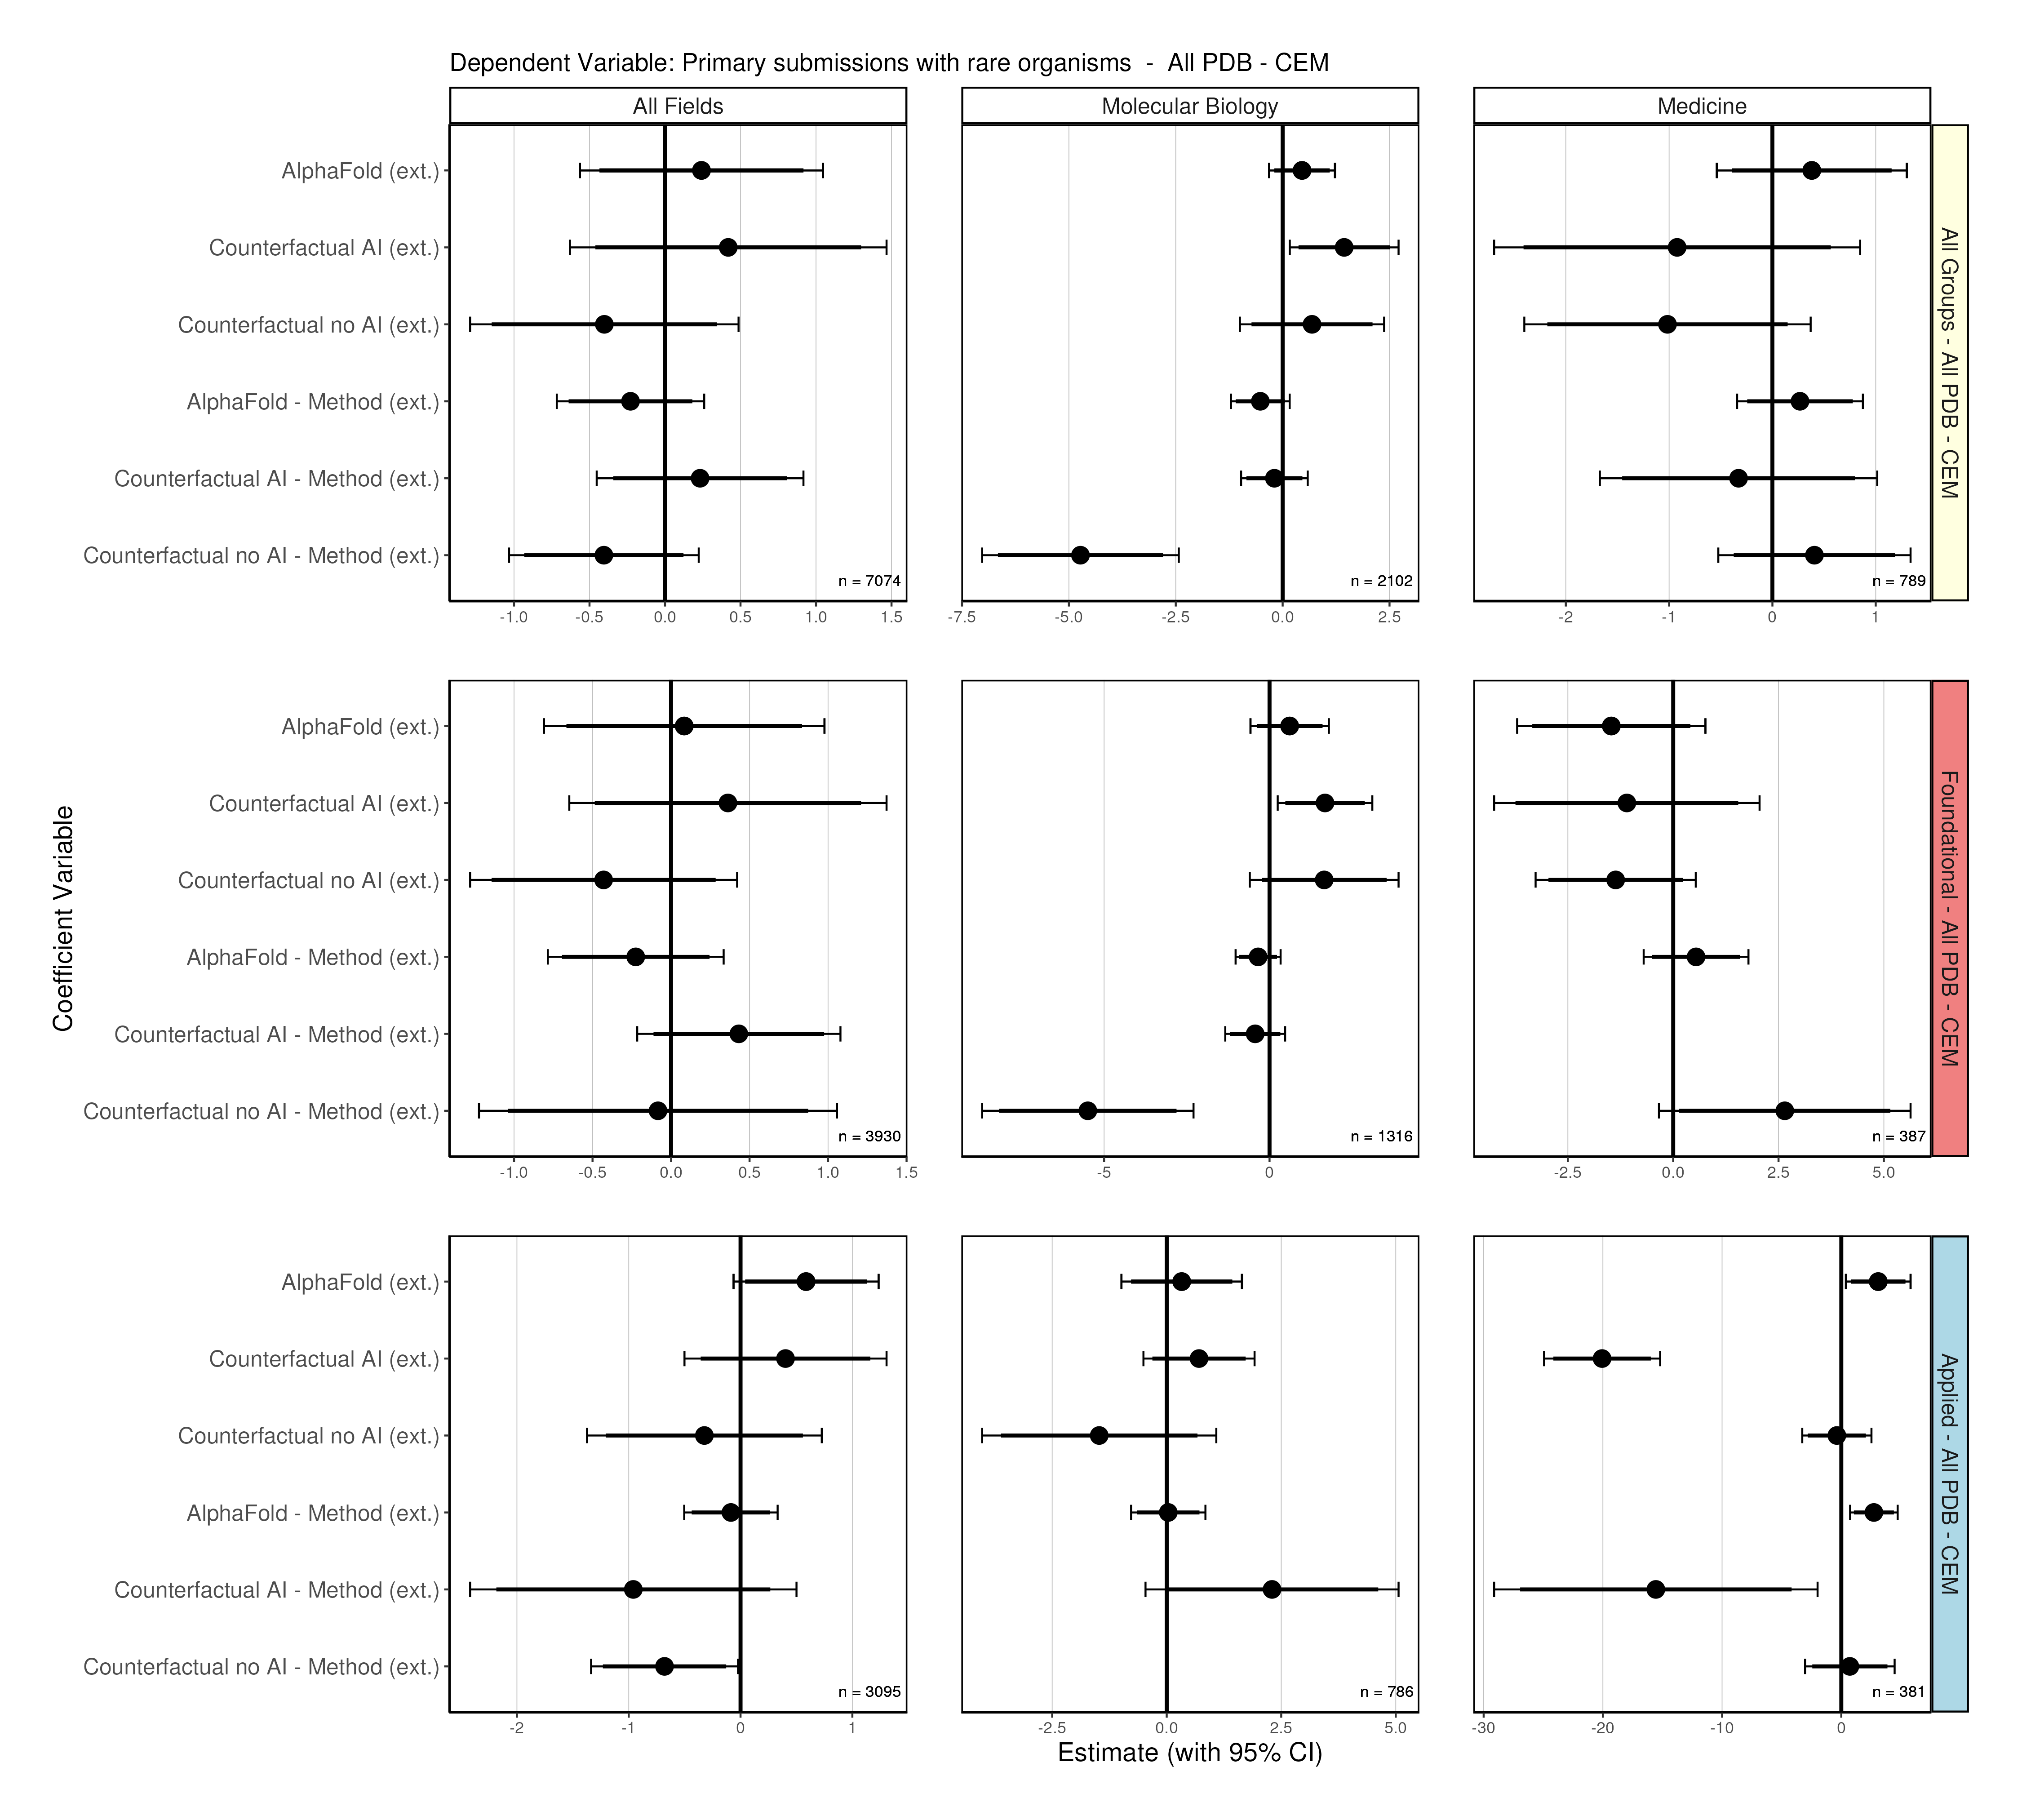 Dependent Variable: Primary submissions with rare organisms - All PDB - CEM
All Fields
Molecular Biology
Medicine
AlphaFold (ext.)
Counterfactual AI (ext.)
Counterfactual no AI (ext.)
AlphaFold - Method (ext.)
Counterfactual AI - Method (ext.)
Counterfactual no AI - Method (ext.)
n = 7074
n = 2102
n = 789
All Groups - All PDB - CEM
-1.0 -0.5 0.0 0.5 1.0 1.5
-7.5 -5.0 -2.5 0.0 2.5
-2 -1 0 1
Coefficient Variable
AlphaFold (ext.)
Counterfactual AI (ext.)
Counterfactual no AI (ext.)
AlphaFold - Method (ext.)
Counterfactual AI - Method (ext.)
Counterfactual no AI - Method (ext.)
n = 3930
n = 1316
n = 387
Foundational - All PDB - CEM
-1.0 -0.5 0.0 0.5 1.0 1.5
-5 0
-2.5 0.0 2.5 5.0
AlphaFold (ext.)
Counterfactual AI (ext.)
Counterfactual no AI (ext.)
AlphaFold - Method (ext.)
Counterfactual AI - Method (ext.)
Counterfactual no AI - Method (ext.)
n = 3095
n = 786
n = 381
Applied - All PDB - CEM
-2 -1 0 1
-2.5 0.0 2.5 5.0
-30 -20 -10 0
Estimate (with 95% CI)